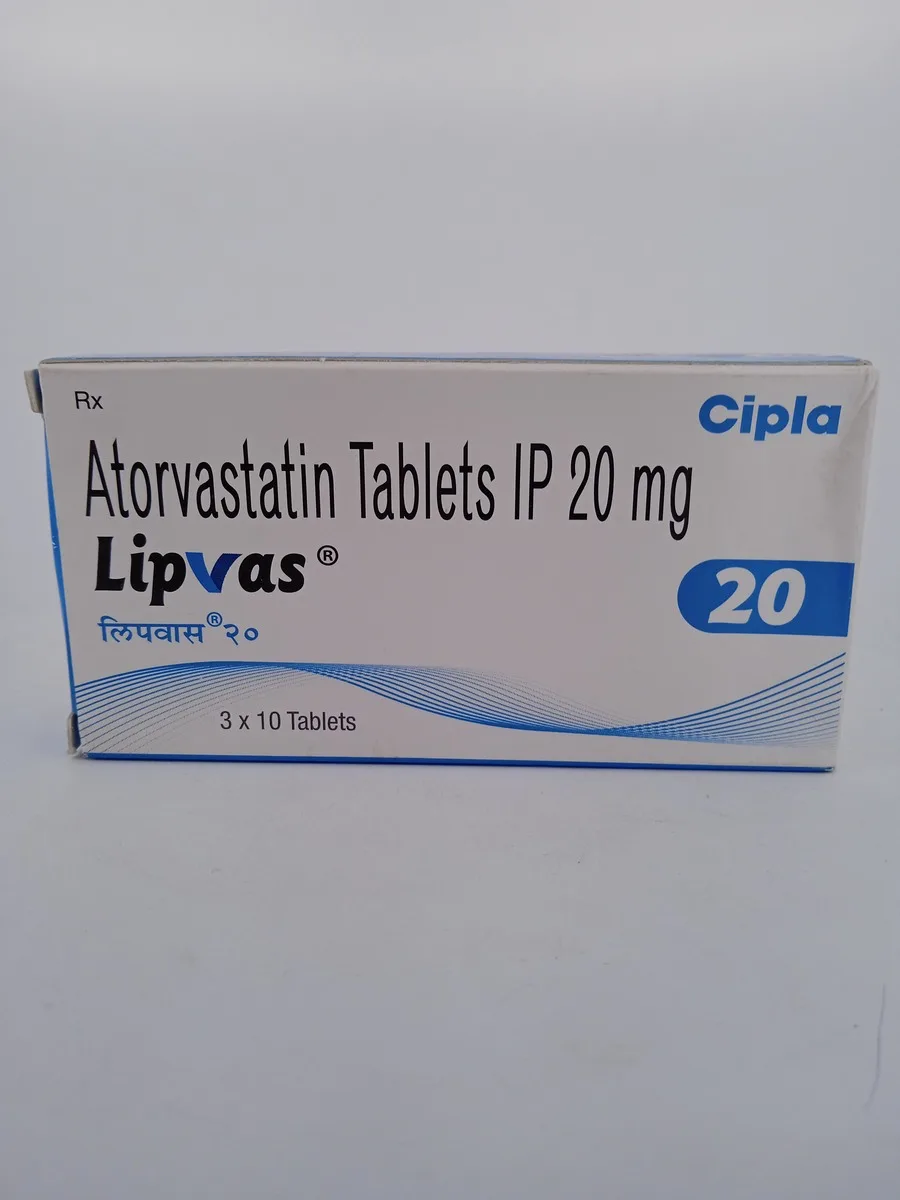 Rx
Cipla
Atorvastatin Tablets IP 20 mg
Lipvas®
20
लिपवास® २०
3 x 10 Tablets